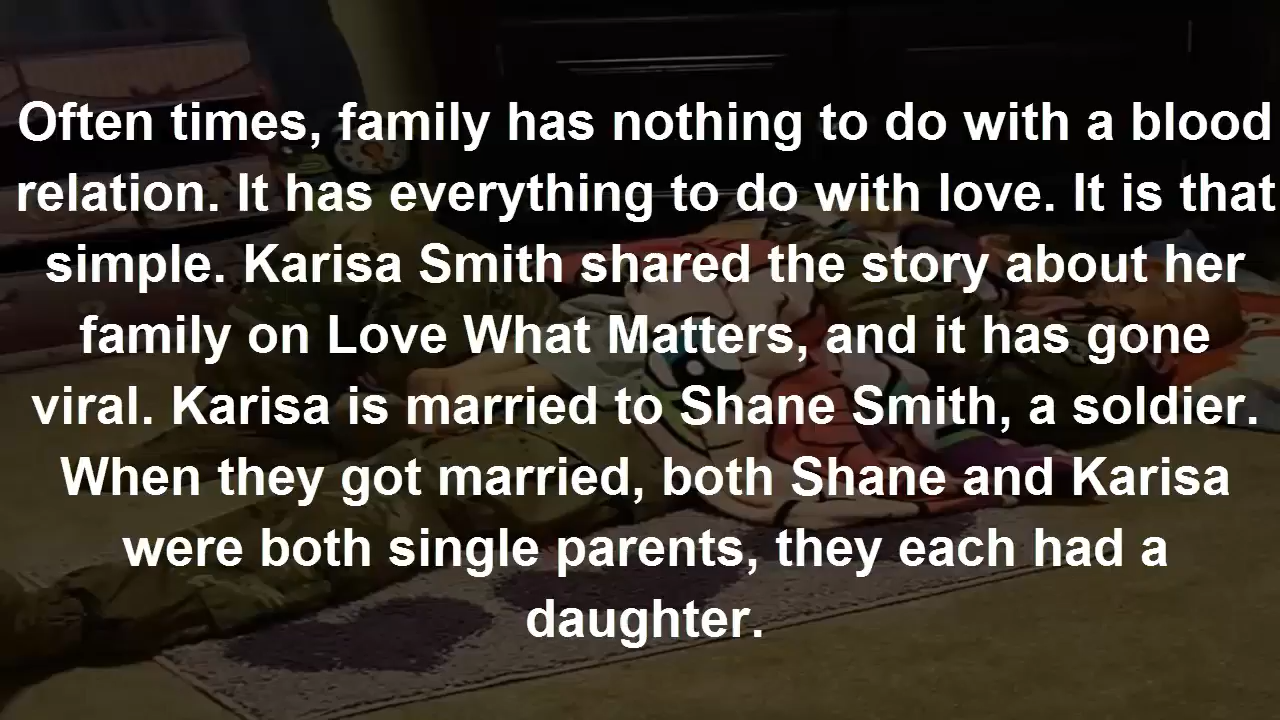 Often times, family has nothing to do with a blood
relation. It has everything to do with love. It is that
simple. Karisa Smith shared the story about her
family on Love What Matters, and it has gone
viral. Karisa is married to Shane Smith, a soldier.
When they got married, both Shane and Karisa
were both single parents, they each had a
daughter.